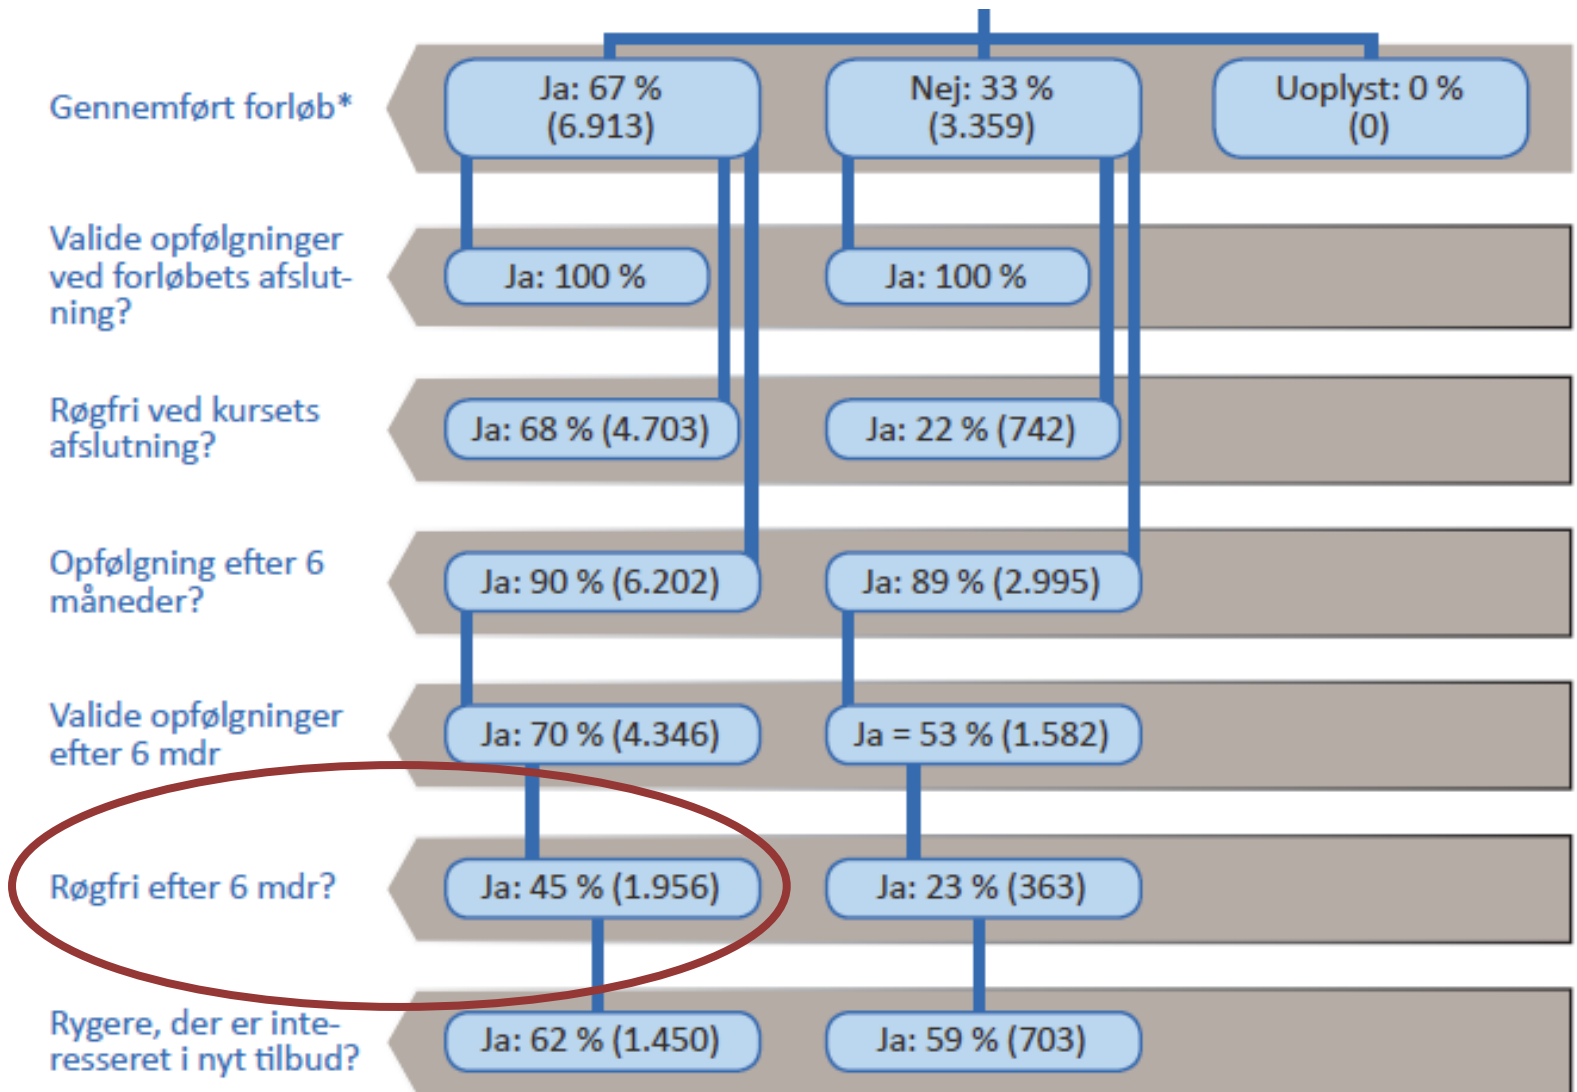 Gennemført forløb*
Ja: 67 %
(6.913)
Nej: 33 %
(3.359)
Uoplyst: 0 %
(0)
Valide opfølgninger
ved forløbets afslut-
ning?
Ja: 100 %
Ja: 100 %
Røgfri ved kursets
afslutning?
Ja: 68 % (4.703)
Ja: 22 % (742)
Opfølgning efter 6
måneder?
Ja: 90 % (6.202)
Ja: 89 % (2.995)
Valide opfølgninger
efter 6 mdr
Ja: 70 % (4.346)
Ja = 53 % (1.582)
Røgfri efter 6 mdr?
Ja: 45 % (1.956)
Ja: 23 % (363)
Rygere, der er inte-
resseret i nyt tilbud?
Ja: 62 % (1.450)
Ja: 59 % (703)